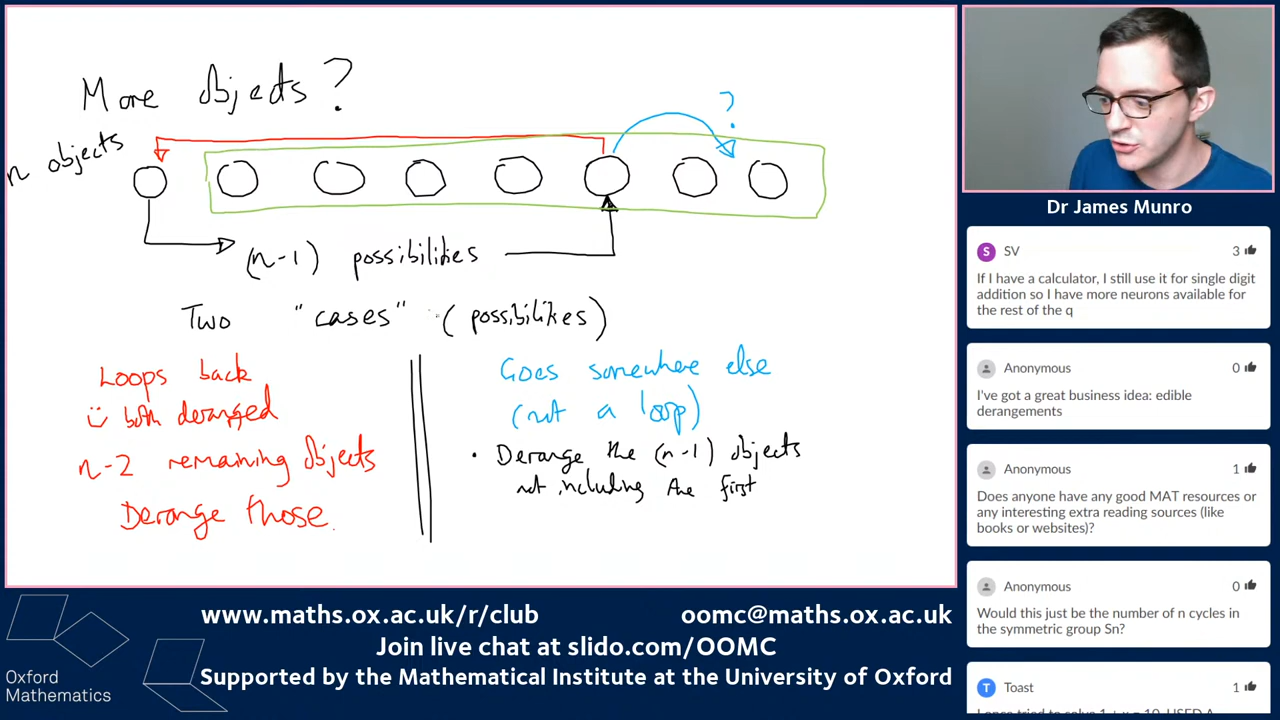 More objects?
n objects
?
(n-1) possibilities
Two "cases" (possibilities)
Loops back
both deranged
n-2 remaining objects
Derange those.
Goes somewhere else
(not a loop)
• Derange the (n-1) objects
not including the first
Dr James Munro
S
SV
3
If I have a calculator, I still use it for single digit
addition so I have more neurons available for
the rest of the q
Anonymous
0
I've got a great business idea: edible
derangements
Anonymous
1
Does anyone have any good MAT resources or
any interesting extra reading sources (like
books or websites)?
Anonymous
0
Would this just be the number of n cycles in
the symmetric group Sn?
T
Toast
1
Oxford
Mathematics
www.maths.ox.ac.uk/r/club
oomc@maths.ox.ac.uk
Join live chat at slido.com/OOMC
Supported by the Mathematical Institute at the University of Oxford